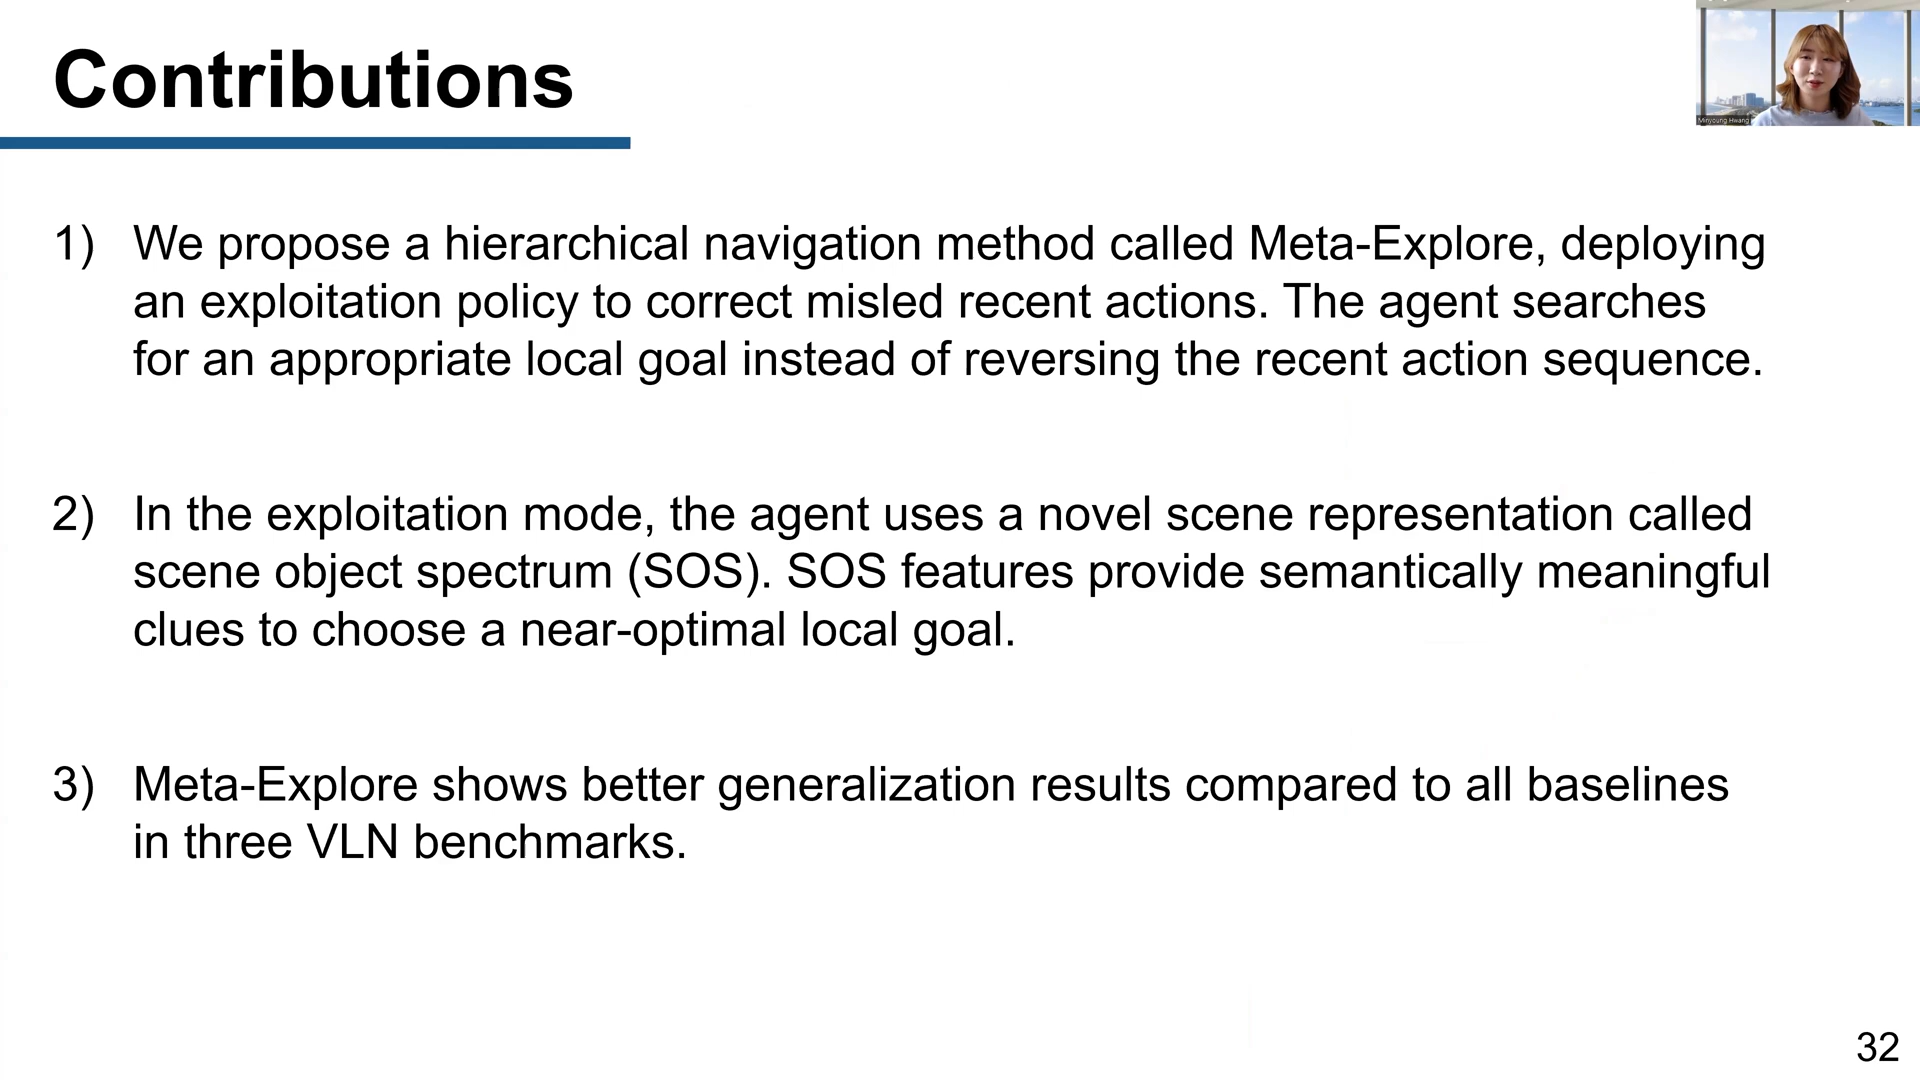 Contributions
Minyoung Hwang
1) We propose a hierarchical navigation method called Meta-Explore, deploying
an exploitation policy to correct misled recent actions. The agent searches
for an appropriate local goal instead of reversing the recent action sequence.
2) In the exploitation mode, the agent uses a novel scene representation called
scene object spectrum (SOS). SOS features provide semantically meaningful
clues to choose a near-optimal local goal.
3) Meta-Explore shows better generalization results compared to all baselines
in three VLN benchmarks.
32